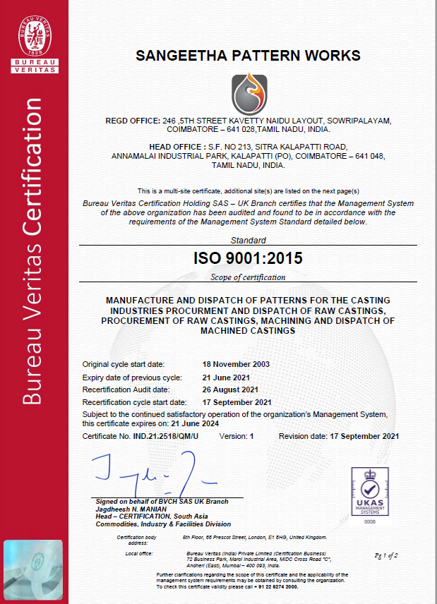 BUREAU VERITAS
1828
BUREAU
VERITAS
Bureau Veritas Certification
SANGEETHA PATTERN WORKS
REGD OFFICE: 246 ,5TH STREET KAVETTY NAIDU LAYOUT, SOWRIPALAYAM,
COIMBATORE – 641 028,TAMIL NADU, INDIA.
HEAD OFFICE : S.F. NO 213, SITRA KALAPATTI ROAD,
ANNAMALAI INDUSTRIAL PARK, KALAPATTI (PO), COIMBATORE – 641 048,
TAMIL NADU, INDIA.
This is a multi-site certificate, additional site(s) are listed on the next page(s)
Bureau Veritas Certification Holding SAS – UK Branch certifies that the Management System
of the above organization has been audited and found to be in accordance with the
requirements of the Management System Standard detailed below.
Standard
ISO 9001:2015
Scope of certification
MANUFACTURE AND DISPATCH OF PATTERNS FOR THE CASTING
INDUSTRIES PROCURMENT AND DISPATCH OF RAW CASTINGS,
PROCUREMENT OF RAW CASTINGS, MACHINING AND DISPATCH OF
MACHINED CASTINGS
Original cycle start date: 18 November 2003
Expiry date of previous cycle: 21 June 2021
Recertification Audit date: 26 August 2021
Recertification cycle start date: 17 September 2021
Subject to the continued satisfactory operation of the organization's Management System,
this certificate expires on: 21 June 2024
Certificate No. IND.21.2518/QM/U Version: 1 Revision date: 17 September 2021
Signed on behalf of BVCH SAS UK Branch
Jagdheesh N. MANIAN
Head – CERTIFICATION, South Asia
Commodities, Industry & Facilities Division
UKAS
MANAGEMENT
SYSTEMS
0008
Certification body
address: 5th Floor, 66 Prescot Street, London, E1 8HG, United Kingdom.
Local office: Bureau Veritas (India) Private Limited (Certification Business)
72 Business Park, Marol Industrial Area, MIDC Cross Road "C",
Andheri (East), Mumbai – 400 093, India.
Pg 1 of 2
Further clarifications regarding the scope of this certificate and the applicability of the
management system requirements may be obtained by consulting the organization.
To check this certificate validity please call + 91 22 6274 2000.